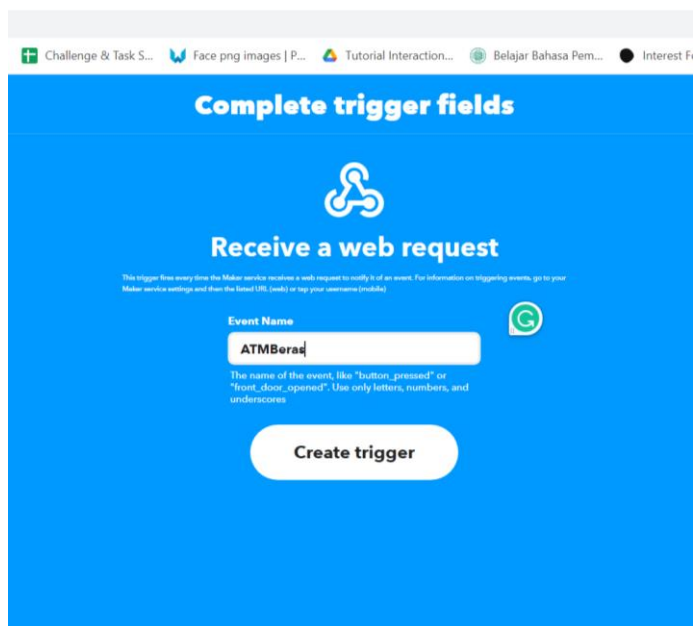 Challenge & Task S... Face png images | P... Tutorial Interaction... Belajar Bahasa Pem... Interest Fo
Complete trigger fields
Receive a web request
This trigger fires every time the Maker service receives a web request to notify it of an event. For information on triggering events, go to your
Maker service settings and then the listed URL (web) or tap your username (mobile)
Event Name
ATMBeras
The name of the event, like "button_pressed" or
"front_door_opened". Use only letters, numbers, and
underscores
Create trigger